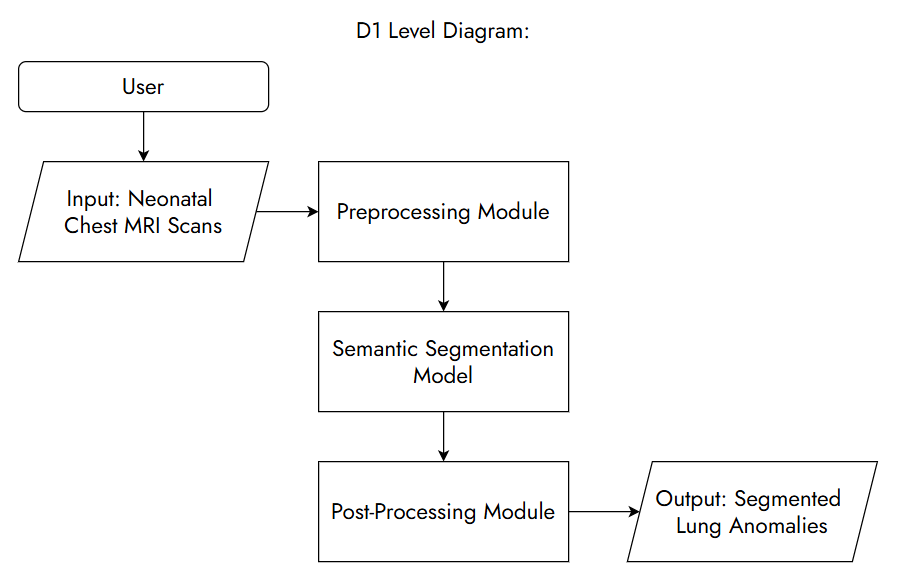 D1 Level Diagram:
User
Input: Neonatal
Chest MRI Scans
Preprocessing Module
Semantic Segmentation
Model
Post-Processing Module
Output: Segmented
Lung Anomalies